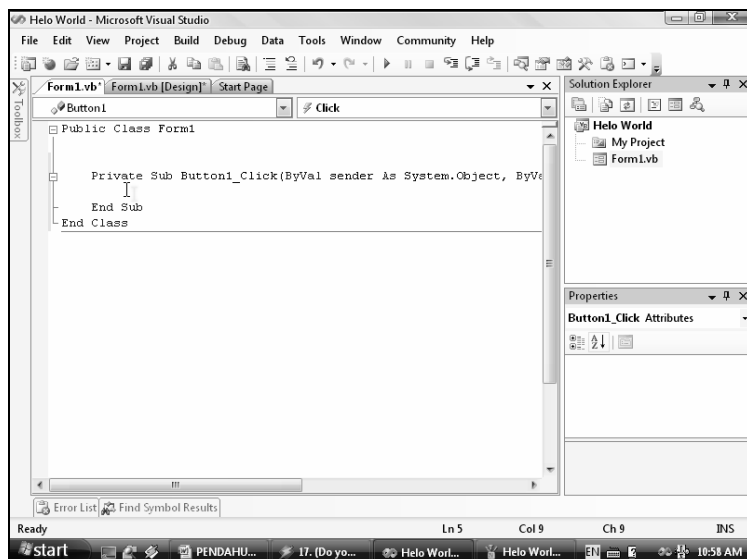 Helo World - Microsoft Visual Studio
File Edit View Project Build Debug Data Tools Window Community Help
Toolbox
Form1.vb* Form1.vb [Design]* Start Page
Button1 Click
Public Class Form1
Private Sub Button1_Click(ByVal sender As System.Object, ByVa
End Sub
End Class
Solution Explorer
Helo World
My Project
Form1.vb
Properties
Button1_Click Attributes
Error List Find Symbol Results
Ready Ln 5 Col 9 Ch 9 INS
start PENDAHU... 17. (Do yo... Helo Worl... Helo Worl... EN 10:58 AM